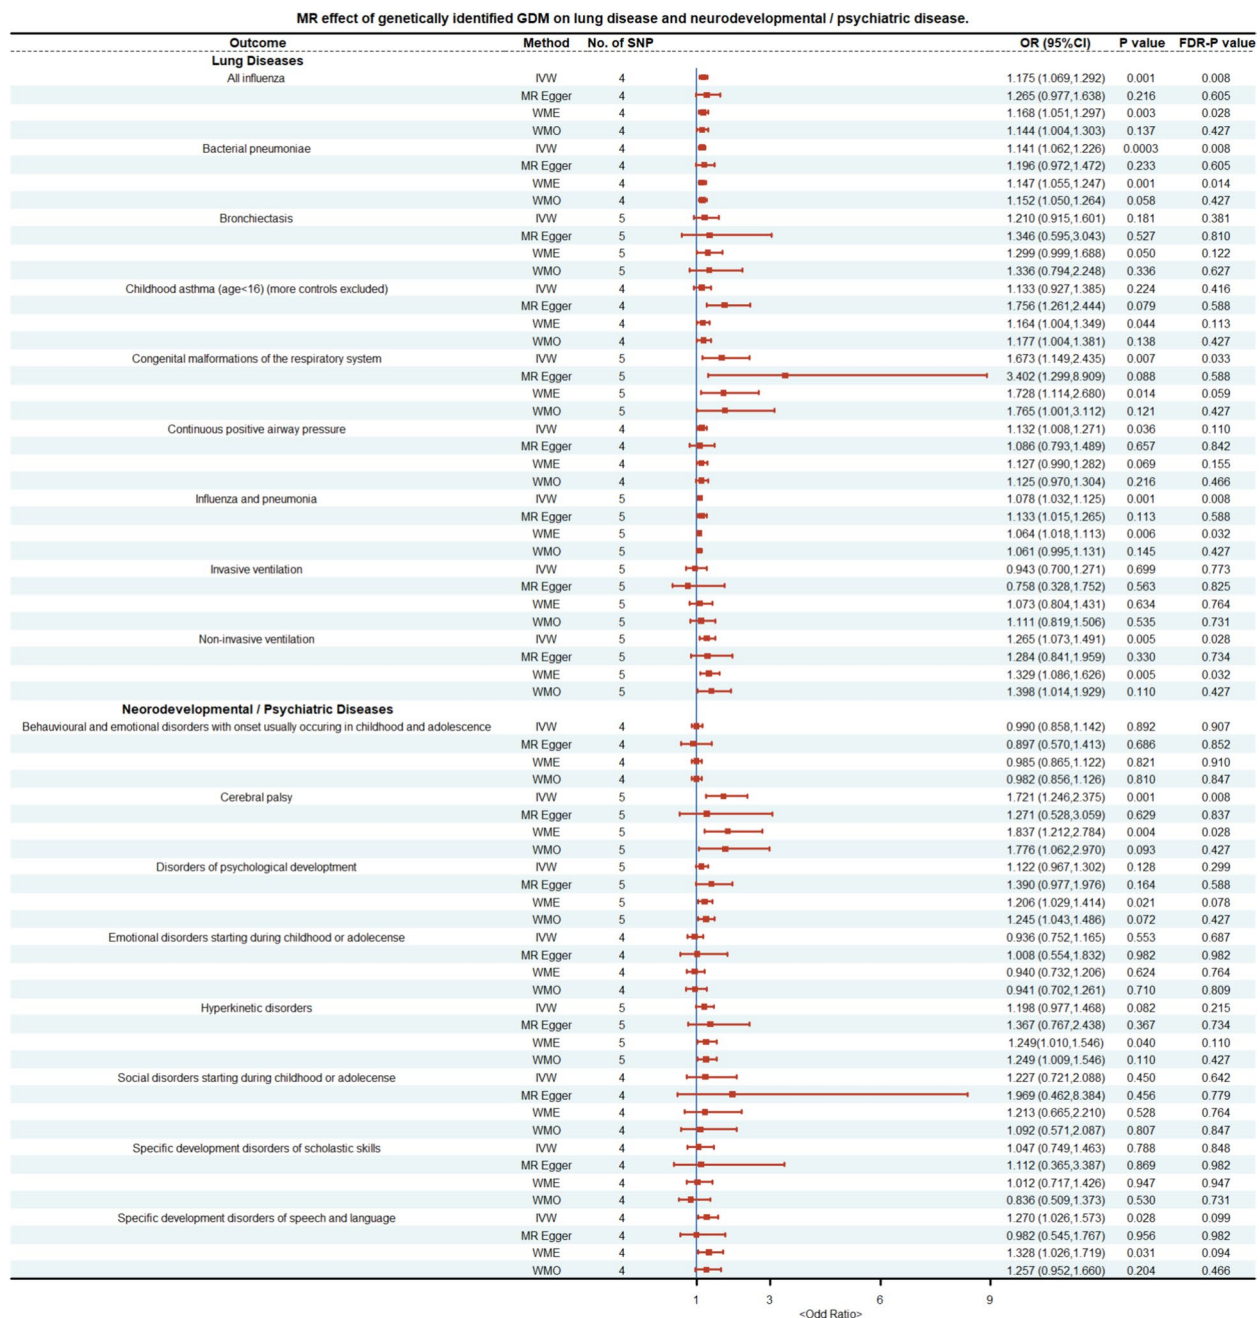 MR effect of genetically identified GDM on lung disease and neurodevelopmental / psychiatric disease.
Outcome Method No. of SNP OR (95%CI) P value FDR-P value
Lung Diseases
All influenza IVW 4 1.175 (1.069,1.292) 0.001 0.008
MR Egger 4 1.265 (0.977,1.638) 0.216 0.605
WME 4 1.168 (1.051,1.297) 0.003 0.028
WMO 4 1.144 (1.004,1.303) 0.137 0.427
Bacterial pneumoniae IVW 4 1.141 (1.062,1.226) 0.0003 0.008
MR Egger 4 1.196 (0.972,1.472) 0.233 0.605
WME 4 1.147 (1.055,1.247) 0.001 0.014
WMO 4 1.152 (1.050,1.264) 0.058 0.427
Bronchiectasis IVW 5 1.210 (0.915,1.601) 0.181 0.381
MR Egger 5 1.346 (0.595,3.043) 0.527 0.810
WME 5 1.299 (0.999,1.688) 0.050 0.122
WMO 5 1.336 (0.794,2.248) 0.336 0.627
Childhood asthma (age<16) (more controls excluded) IVW 4 1.133 (0.927,1.385) 0.224 0.416
MR Egger 4 1.756 (1.261,2.444) 0.079 0.588
WME 4 1.164 (1.004,1.349) 0.044 0.113
WMO 4 1.177 (1.004,1.381) 0.138 0.427
Congenital malformations of the respiratory system IVW 5 1.673 (1.149,2.435) 0.007 0.033
MR Egger 5 3.402 (1.299,8.909) 0.088 0.588
WME 5 1.728 (1.114,2.680) 0.014 0.059
WMO 5 1.765 (1.001,3.112) 0.121 0.427
Continuous positive airway pressure IVW 4 1.132 (1.008,1.271) 0.036 0.110
MR Egger 4 1.086 (0.793,1.489) 0.657 0.842
WME 4 1.127 (0.990,1.282) 0.069 0.155
WMO 4 1.125 (0.970,1.304) 0.216 0.466
Influenza and pneumonia IVW 5 1.078 (1.032,1.125) 0.001 0.008
MR Egger 5 1.133 (1.015,1.265) 0.113 0.588
WME 5 1.064 (1.018,1.113) 0.006 0.032
WMO 5 1.061 (0.995,1.131) 0.145 0.427
Invasive ventilation IVW 5 0.943 (0.700,1.271) 0.699 0.773
MR Egger 5 0.758 (0.328,1.752) 0.563 0.825
WME 5 1.073 (0.804,1.431) 0.634 0.764
WMO 5 1.111 (0.819,1.506) 0.535 0.731
Non-invasive ventilation IVW 5 1.265 (1.073,1.491) 0.005 0.028
MR Egger 5 1.284 (0.841,1.959) 0.330 0.734
WME 5 1.329 (1.086,1.626) 0.005 0.032
WMO 5 1.398 (1.014,1.929) 0.110 0.427
Neurodevelopmental / Psychiatric Diseases
Behauvioural and emotional disorders with onset usually occuring in childhood and adolescence IVW 4 0.990 (0.858,1.142) 0.892 0.907
MR Egger 4 0.897 (0.570,1.413) 0.686 0.852
WME 4 0.985 (0.865,1.122) 0.821 0.910
WMO 4 0.982 (0.856,1.126) 0.810 0.847
Cerebral palsy IVW 5 1.721 (1.246,2.375) 0.001 0.008
MR Egger 5 1.271 (0.528,3.059) 0.629 0.837
WME 5 1.837 (1.212,2.784) 0.004 0.028
WMO 5 1.776 (1.062,2.970) 0.093 0.427
Disorders of psychological developtment IVW 5 1.122 (0.967,1.302) 0.128 0.299
MR Egger 5 1.390 (0.977,1.976) 0.164 0.588
WME 5 1.206 (1.029,1.414) 0.021 0.078
WMO 5 1.245 (1.043,1.486) 0.072 0.427
Emotional disorders starting during childhood or adolecense IVW 4 0.936 (0.752,1.165) 0.553 0.687
MR Egger 4 1.008 (0.554,1.832) 0.982 0.982
WME 4 0.940 (0.732,1.206) 0.624 0.764
WMO 4 0.941 (0.702,1.261) 0.710 0.809
Hyperkinetic disorders IVW 5 1.198 (0.977,1.468) 0.082 0.215
MR Egger 5 1.367 (0.767,2.438) 0.367 0.734
WME 5 1.249(1.010,1.546) 0.040 0.110
WMO 5 1.249 (1.009,1.546) 0.110 0.427
Social disorders starting during childhood or adolecense IVW 4 1.227 (0.721,2.088) 0.450 0.642
MR Egger 4 1.969 (0.462,8.384) 0.456 0.779
WME 4 1.213 (0.665,2.210) 0.528 0.764
WMO 4 1.092 (0.571,2.087) 0.807 0.847
Specific development disorders of scholastic skills IVW 4 1.047 (0.749,1.463) 0.788 0.848
MR Egger 4 1.112 (0.365,3.387) 0.869 0.982
WME 4 1.012 (0.717,1.426) 0.947 0.947
WMO 4 0.836 (0.509,1.373) 0.530 0.731
Specific development disorders of speech and language IVW 4 1.270 (1.026,1.573) 0.028 0.099
MR Egger 4 0.982 (0.545,1.767) 0.956 0.982
WME 4 1.328 (1.026,1.719) 0.031 0.094
WMO 4 1.257 (0.952,1.660) 0.204 0.466
1 3 6 9
<Odd Ratio>